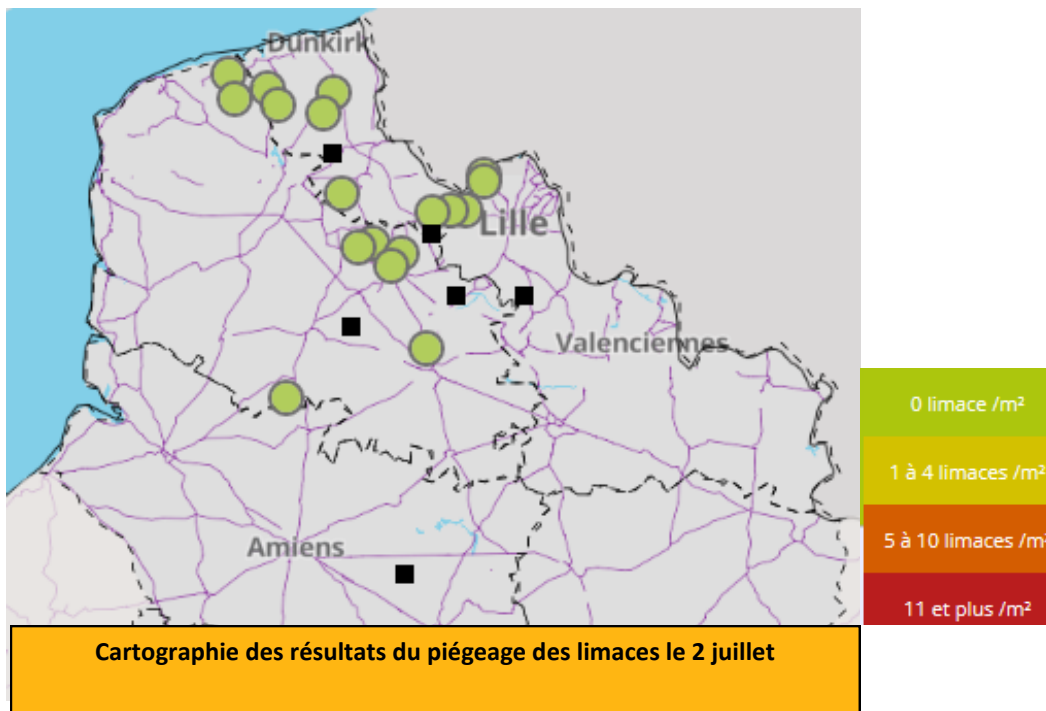 Dunkirk
Lille
Valenciennes
Amiens
0 limace /m²
1 à 4 limaces /m²
5 à 10 limaces /m²
11 et plus /m²
Cartographie des résultats du piégeage des limaces le 2 juillet